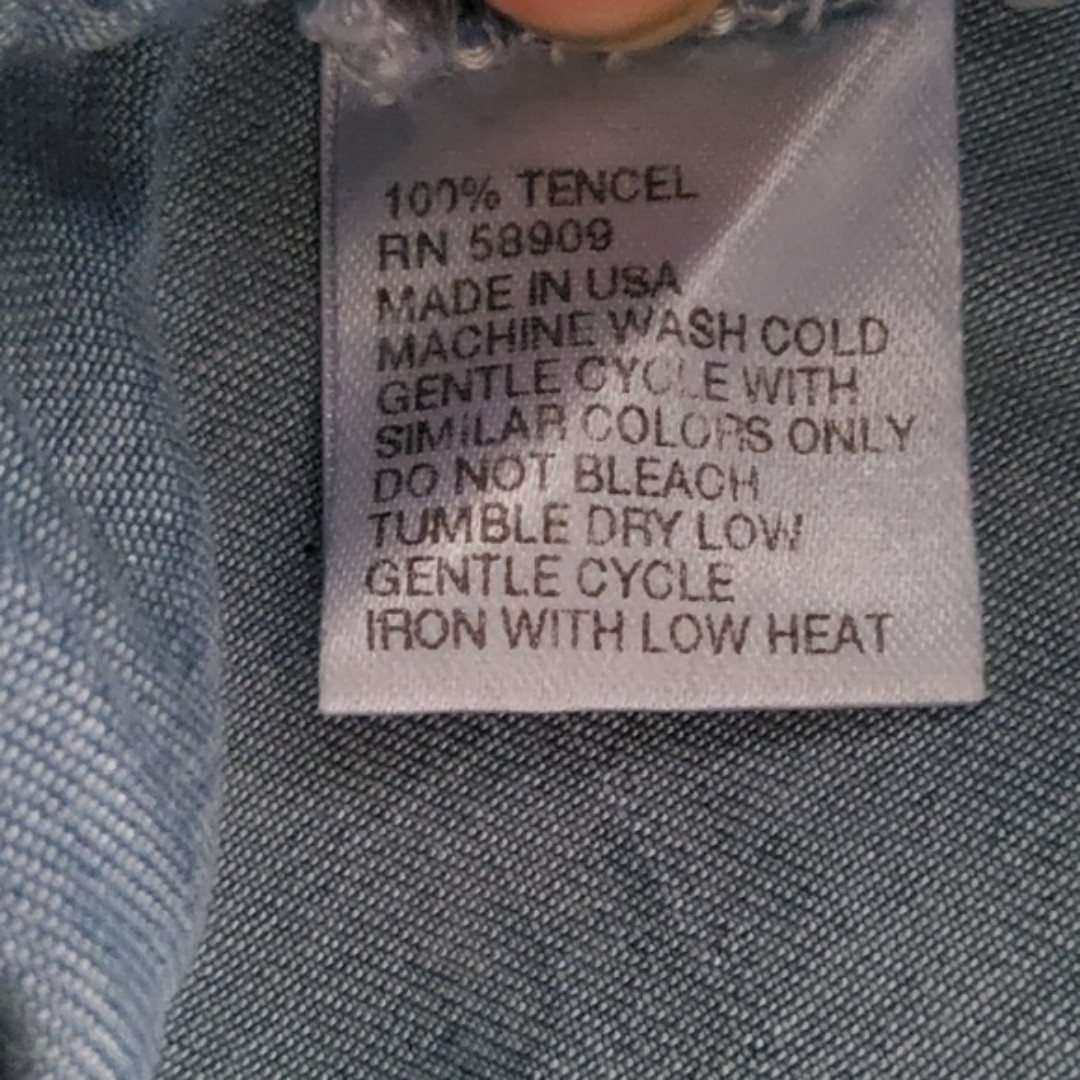 100% TENCEL
RN 58909
MADE IN USA
MACHINE WASH COLD
GENTLE CYCLE WITH
SIMILAR COLORS ONLY
DO NOT BLEACH
TUMBLE DRY LOW
GENTLE CYCLE
IRON WITH LOW HEAT